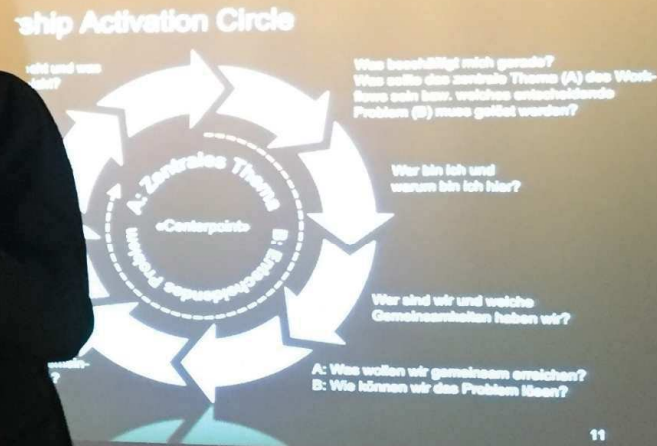 ship Activation Circle
und was
Was beschäftigt mich gerade?
Was sollte das zentrale Thema (A) des Work-
flows sein bzw. welches entscheidende
Problem (B) muss gelöst werden?
Wer bin ich und
warum bin ich hier?
A: Zentrales Thema
«Centerpoint»
B: Entscheidendes Problem
Wer sind wir und welche
Gemeinsamkeiten haben wir?
A: Was wollen wir gemeinsam erreichen?
B: Wie können wir das Problem lösen?
11